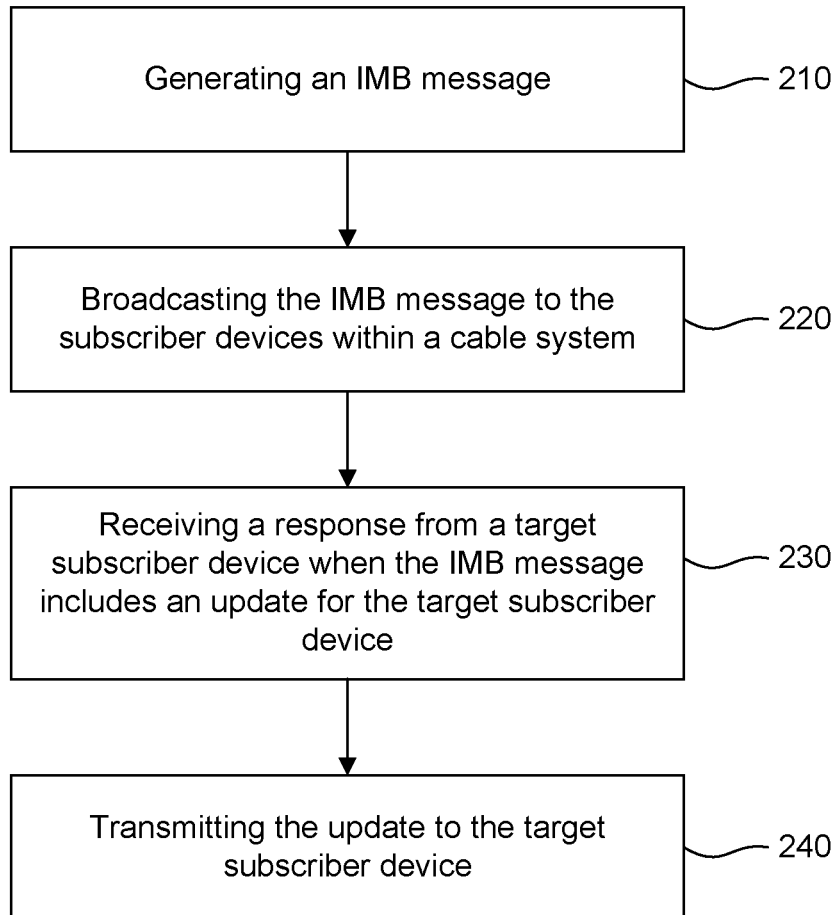 Generating an IMB message
210
Broadcasting the IMB message to the
subscriber devices within a cable system
220
Receiving a response from a target
subscriber device when the IMB message
includes an update for the target subscriber
device
230
Transmitting the update to the target
subscriber device
240